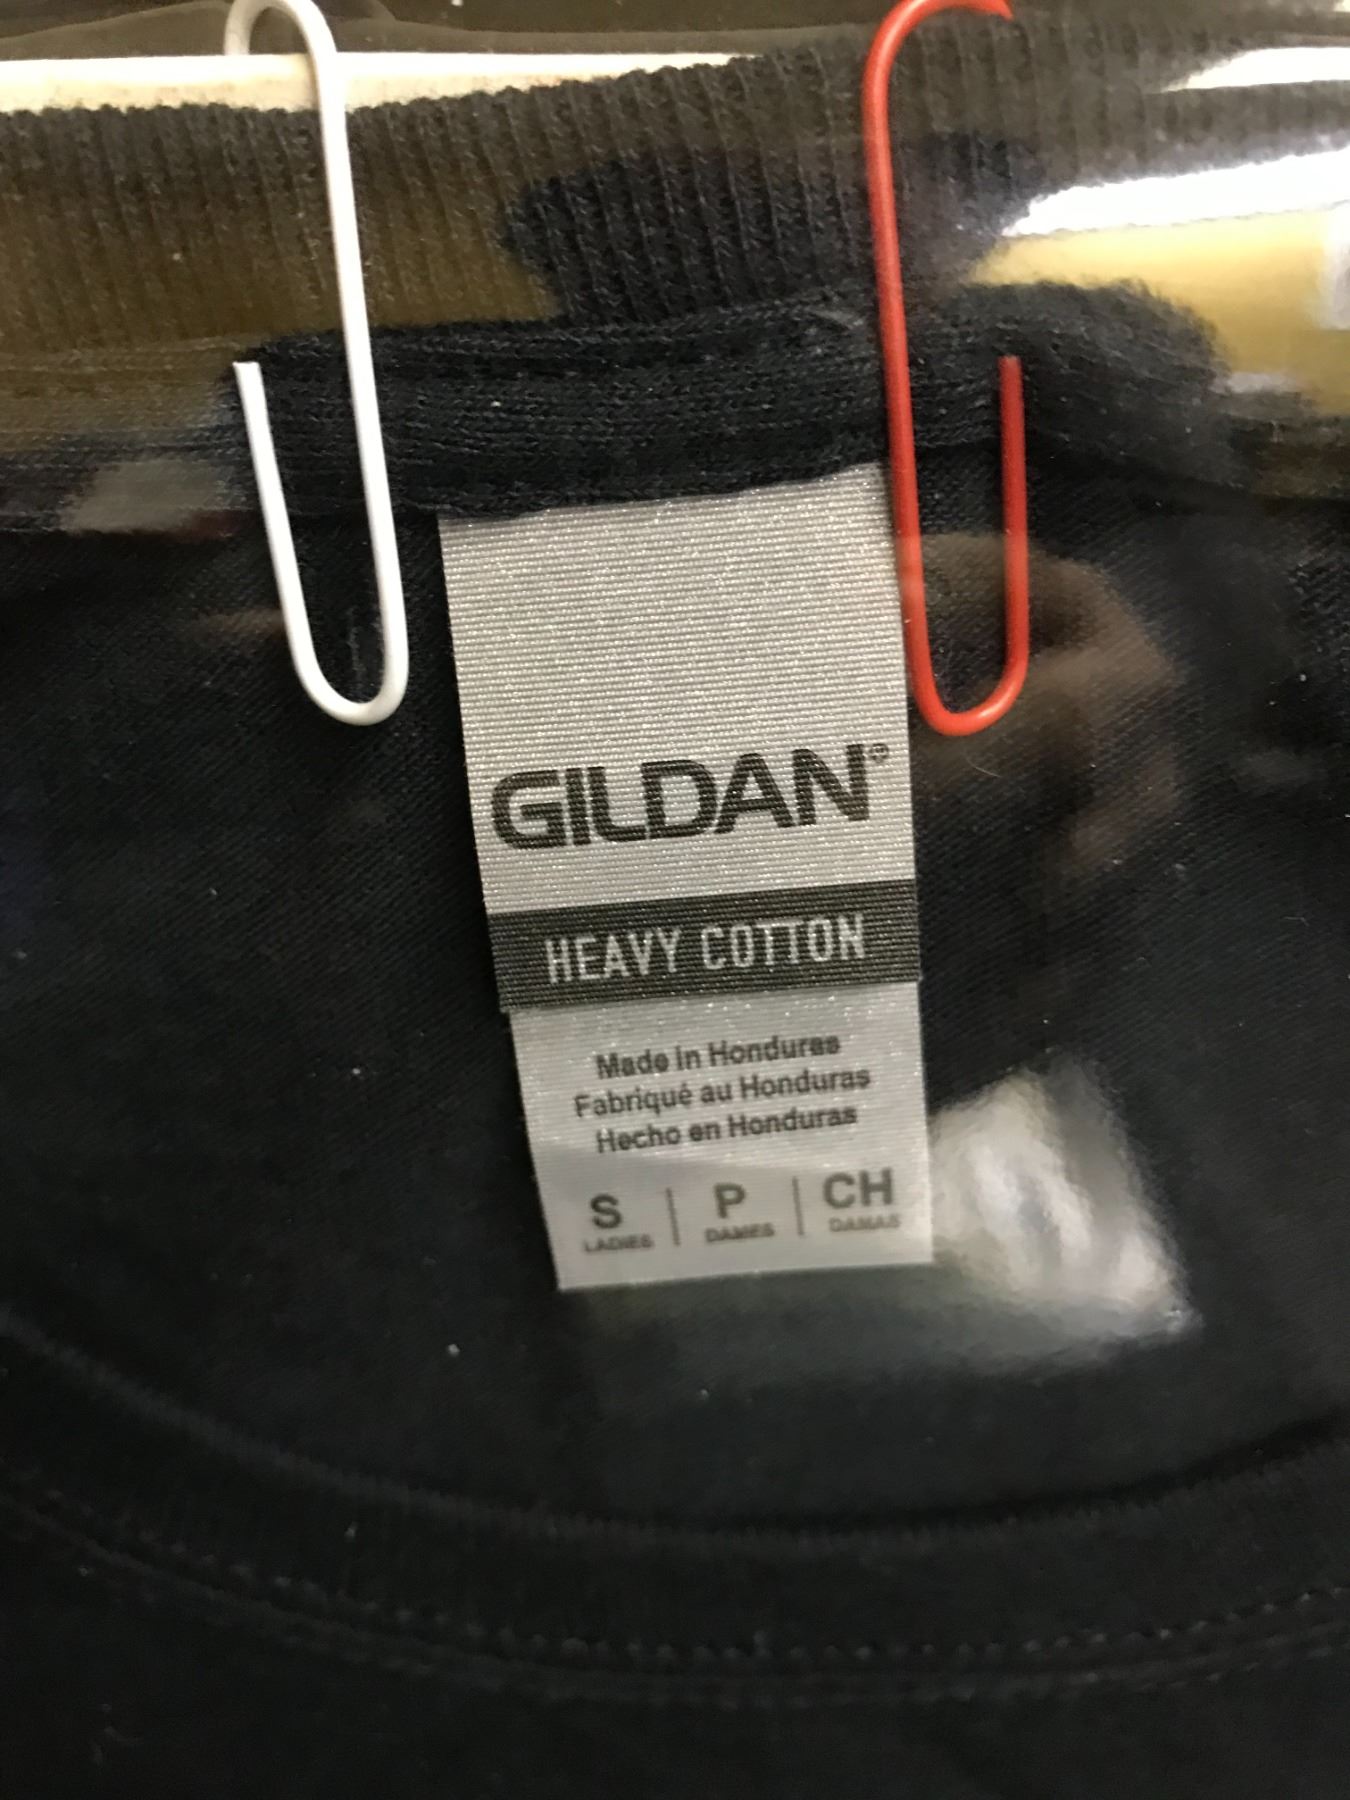 GILDAN®
HEAVY COTTON
Made in Honduras
Fabriqué au Honduras
Hecho en Honduras
S | P | CH
LADIES DAMES DAMAS